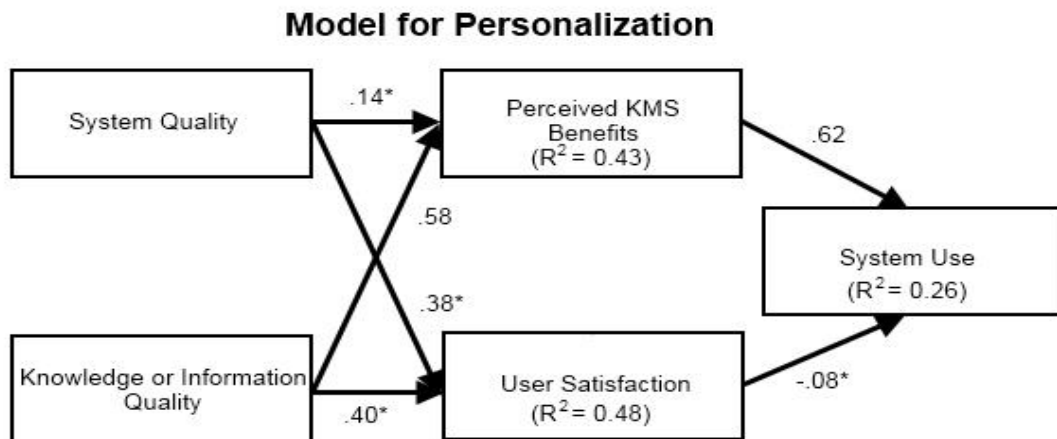 Model for Personalization
System Quality
.14*
Perceived KMS
Benefits
(R² = 0.43)
.62
.58
System Use
(R² = 0.26)
.38*
Knowledge or Information
Quality
.40*
User Satisfaction
(R² = 0.48)
-.08*